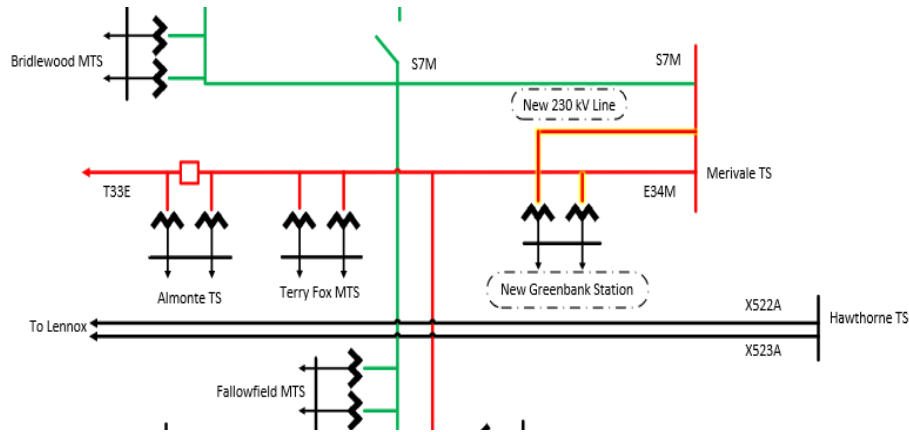 Bridlewood MTS
S7M
S7M
New 230 kV Line
Merivale TS
T33E
E34M
Almonte TS
Terry Fox MTS
New Greenbank Station
X522A
To Lennox
Hawthorne TS
X523A
Fallowfield MTS